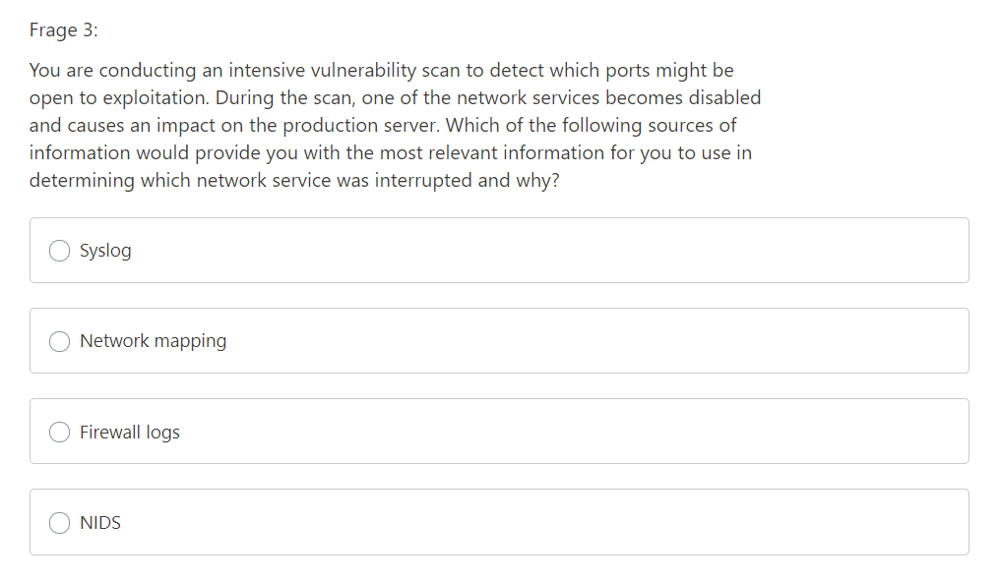 Frage 3:
You are conducting an intensive vulnerability scan to detect which ports might be
open to exploitation. During the scan, one of the network services becomes disabled
and causes an impact on the production server. Which of the following sources of
information would provide you with the most relevant information for you to use in
determining which network service was interrupted and why?
Syslog
Network mapping
Firewall logs
NIDS